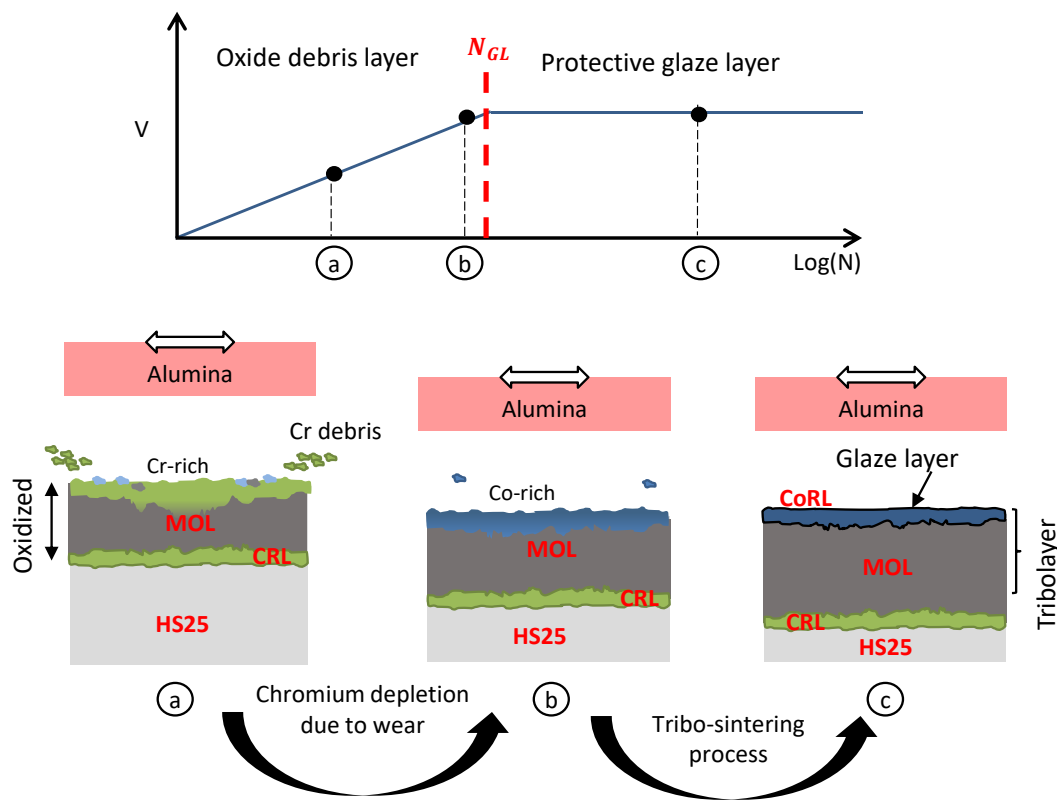 Oxide debris layer
N_GL
Protective glaze layer
V
a
b
c
Log(N)
Alumina
Cr debris
Cr-rich
Oxidized
MOL
CRL
HS25
a
Alumina
Co-rich
MOL
CRL
HS25
b
Alumina
Glaze layer
CoRL
MOL
CRL
HS25
Tribolayer
c
Chromium depletion
due to wear
Tribo-sintering
process